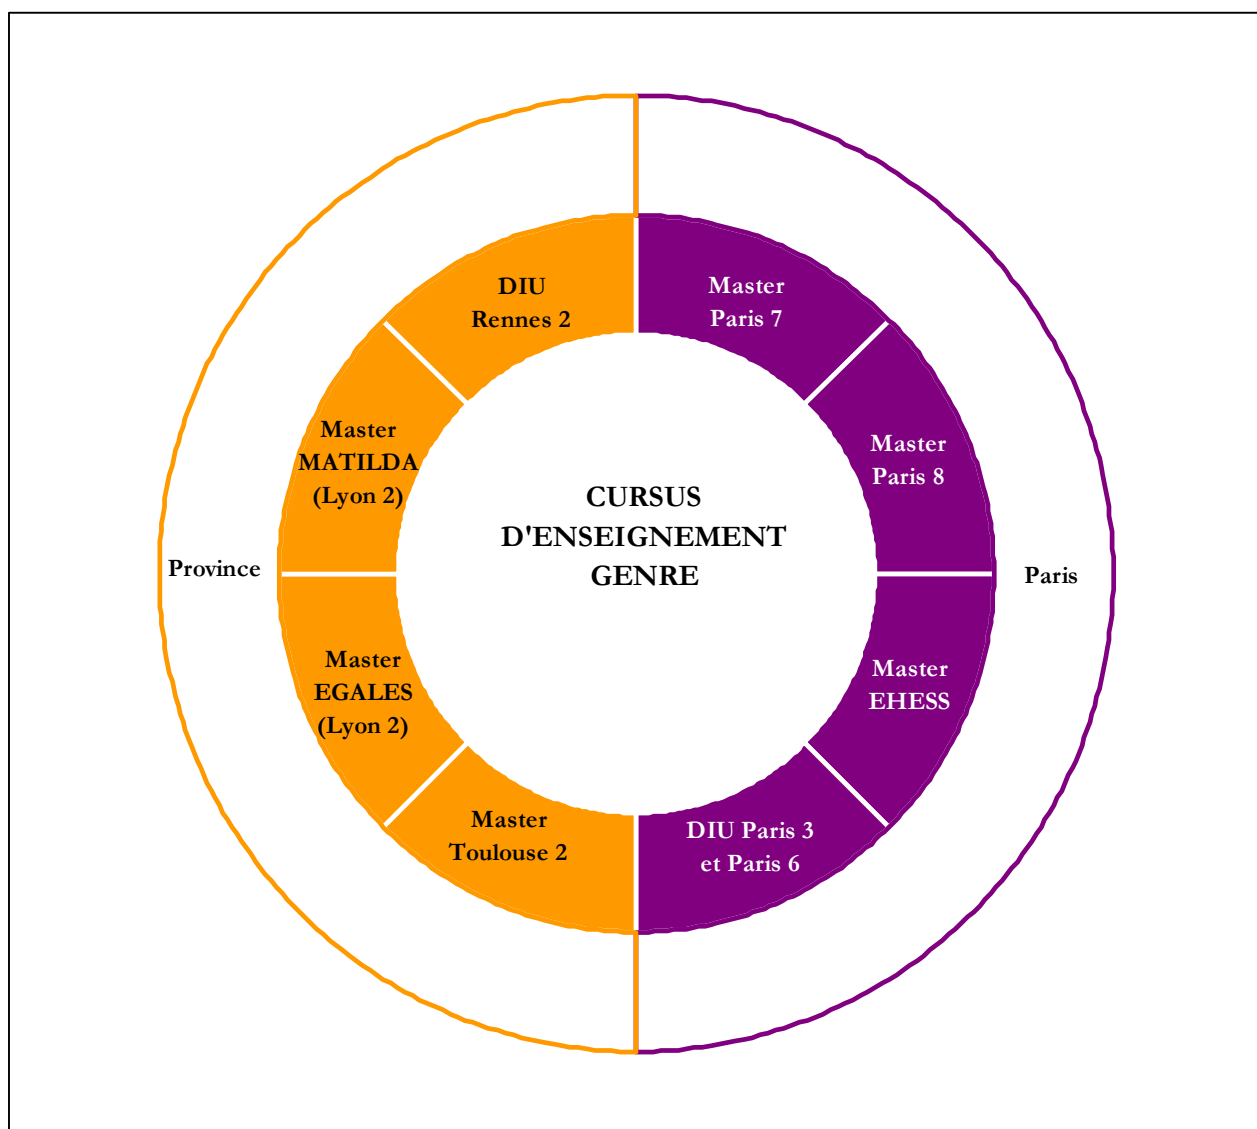 DIU
Rennes 2
Master
Paris 7
Master
MATILDA
(Lyon 2)
Master
Paris 8
CURSUS
D'ENSEIGNEMENT
GENRE
Province
Paris
Master
EGALES
(Lyon 2)
Master
EHESS
Master
Toulouse 2
DIU Paris 3
et Paris 6